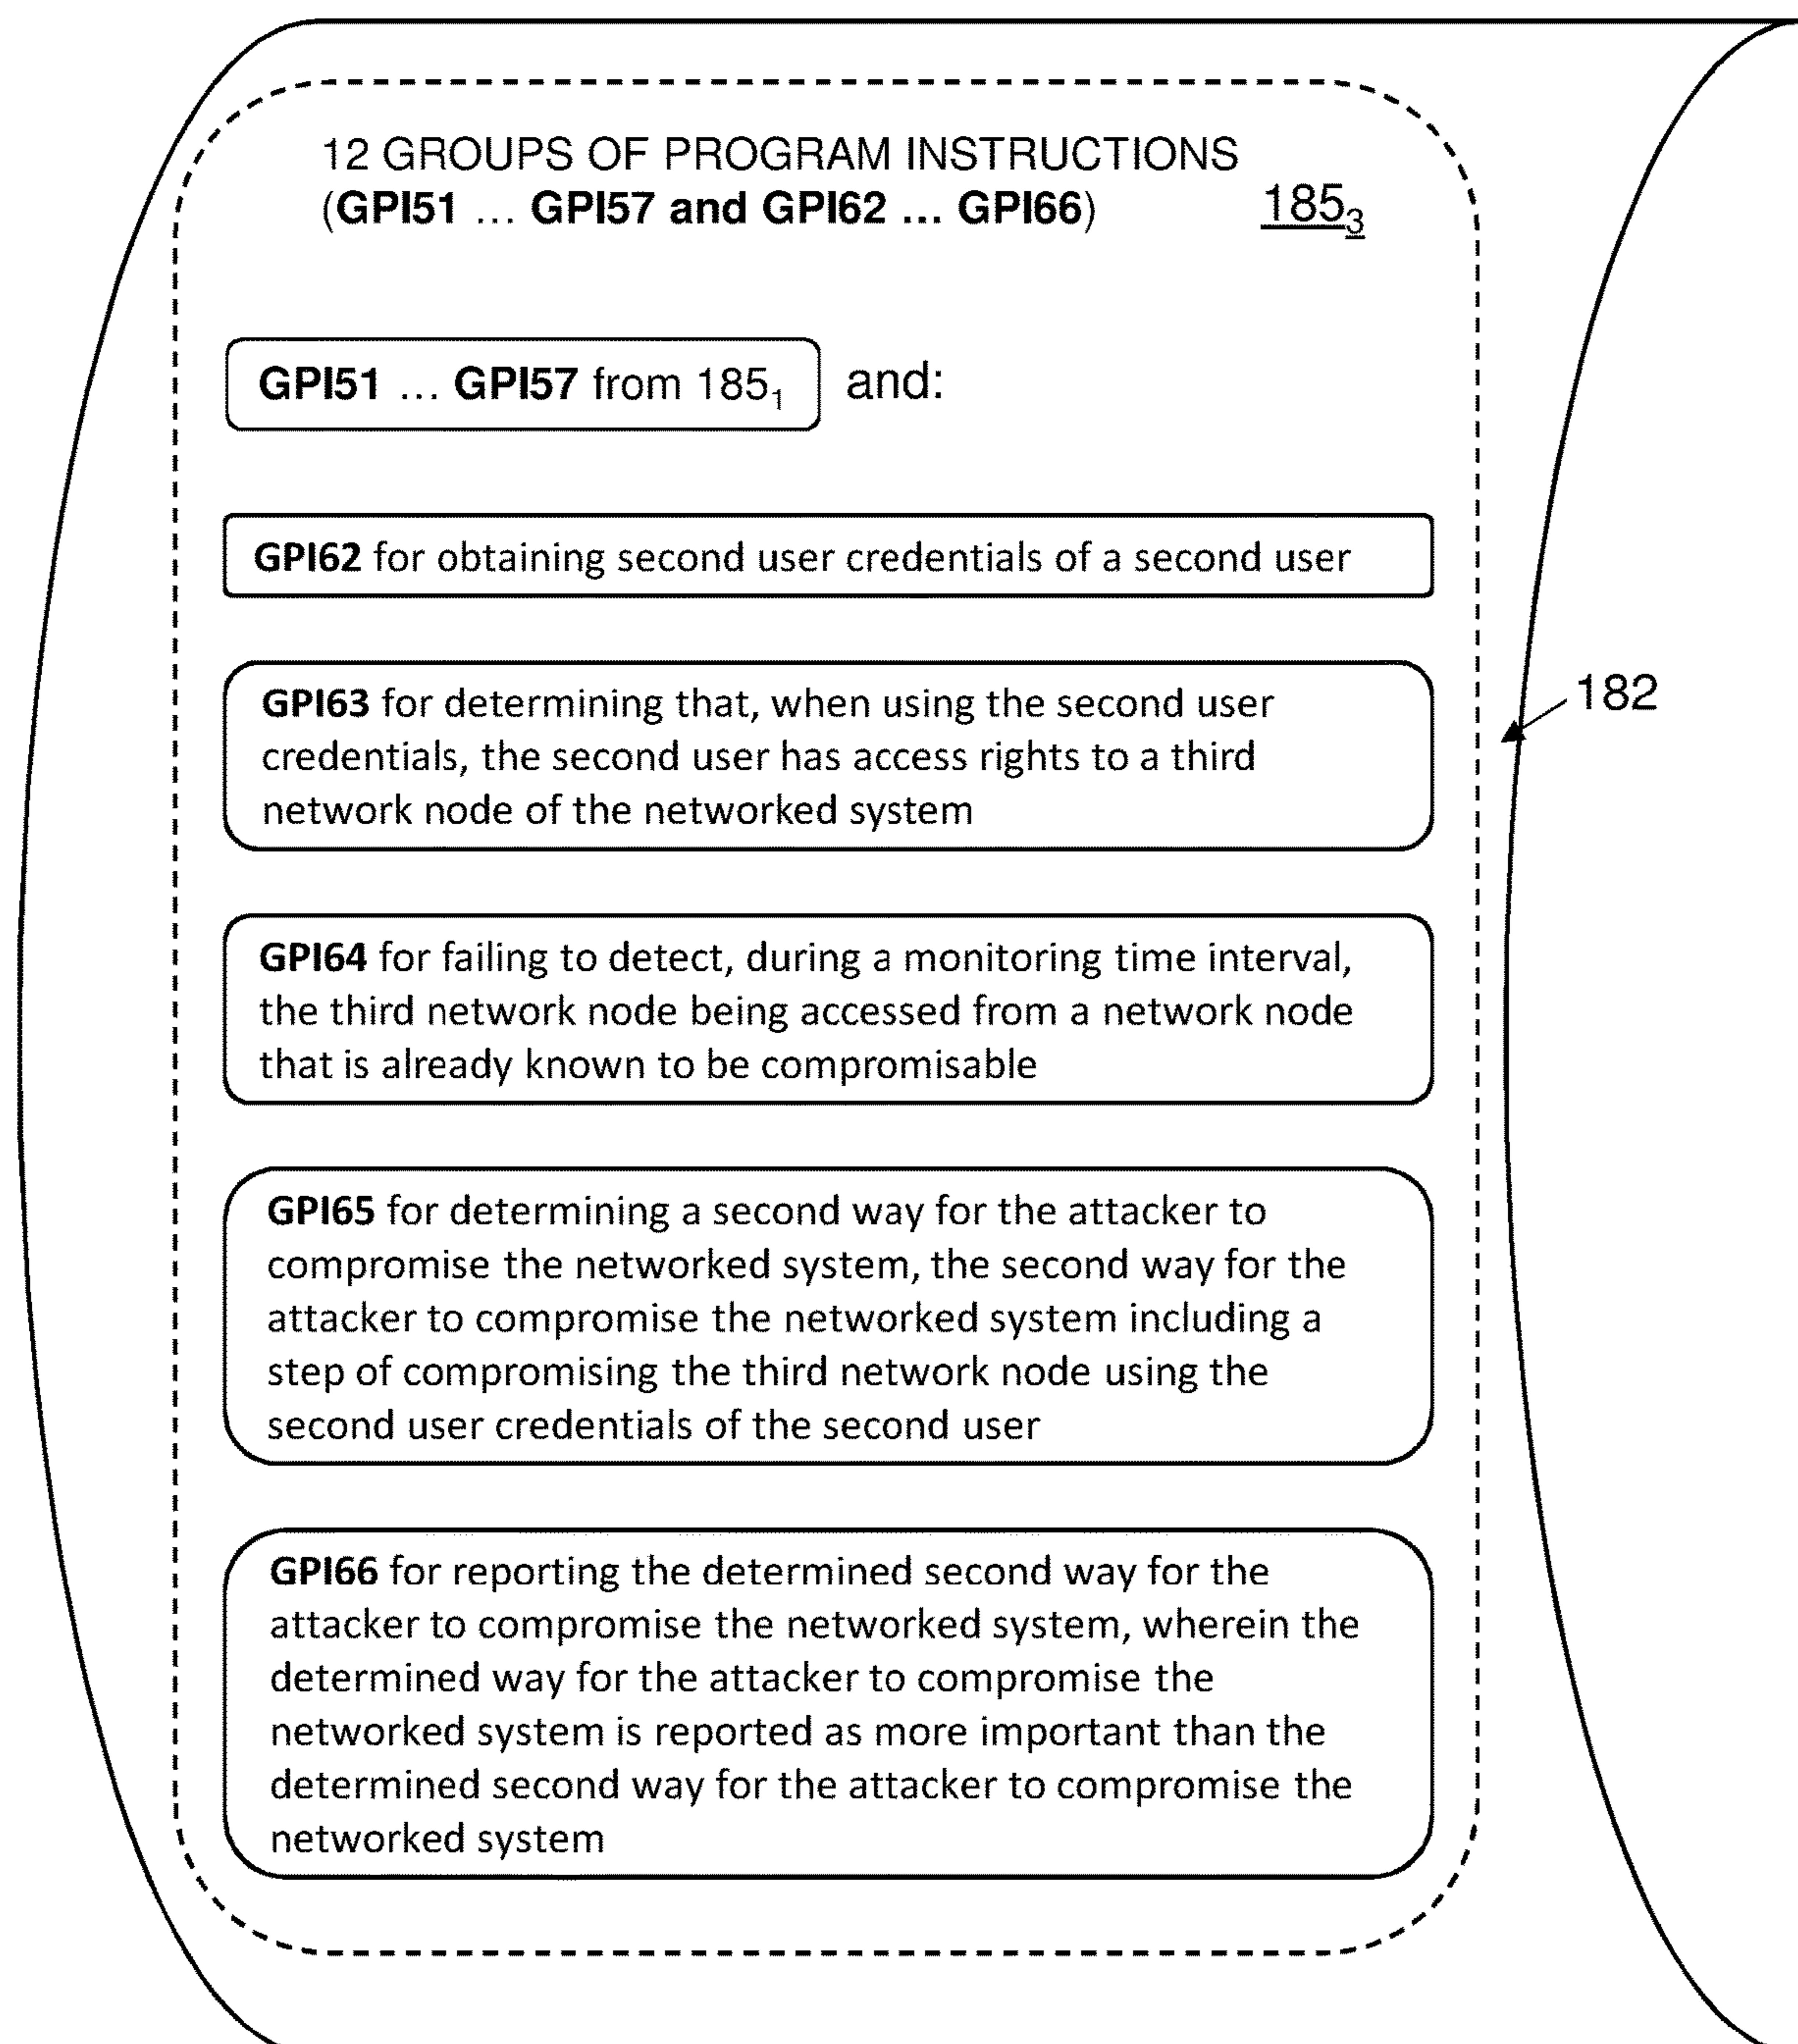 12 GROUPS OF PROGRAM INSTRUCTIONS
(GPI51 ... GPI57 and GPI62 ... GPI66) 185₃
GPI51 ... GPI57 from 185₁ and:
GPI62 for obtaining second user credentials of a second user
GPI63 for determining that, when using the second user
credentials, the second user has access rights to a third
network node of the networked system
182
GPI64 for failing to detect, during a monitoring time interval,
the third network node being accessed from a network node
that is already known to be compromisable
GPI65 for determining a second way for the attacker to
compromise the networked system, the second way for the
attacker to compromise the networked system including a
step of compromising the third network node using the
second user credentials of the second user
GPI66 for reporting the determined second way for the
attacker to compromise the networked system, wherein the
determined way for the attacker to compromise the
networked system is reported as more important than the
determined second way for the attacker to compromise the
networked system